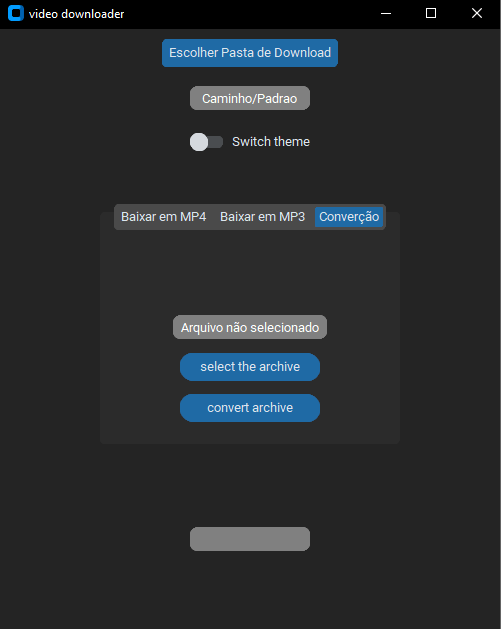 video downloader
Escolher Pasta de Download
Caminho/Padrao
Switch theme
Baixar em MP4 Baixar em MP3 Converção
Arquivo não selecionado
select the archive
convert archive